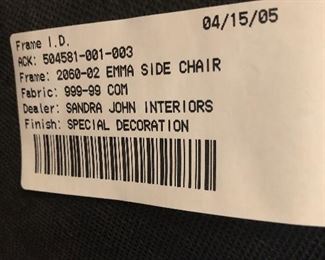 Frame I.D. 04/15/05
ACK: 504581-001-003
Frame: 2060-02 EMMA SIDE CHAIR
Fabric: 999-99 COM
Dealer: SANDRA JOHN INTERIORS
Finish: SPECIAL DECORATION